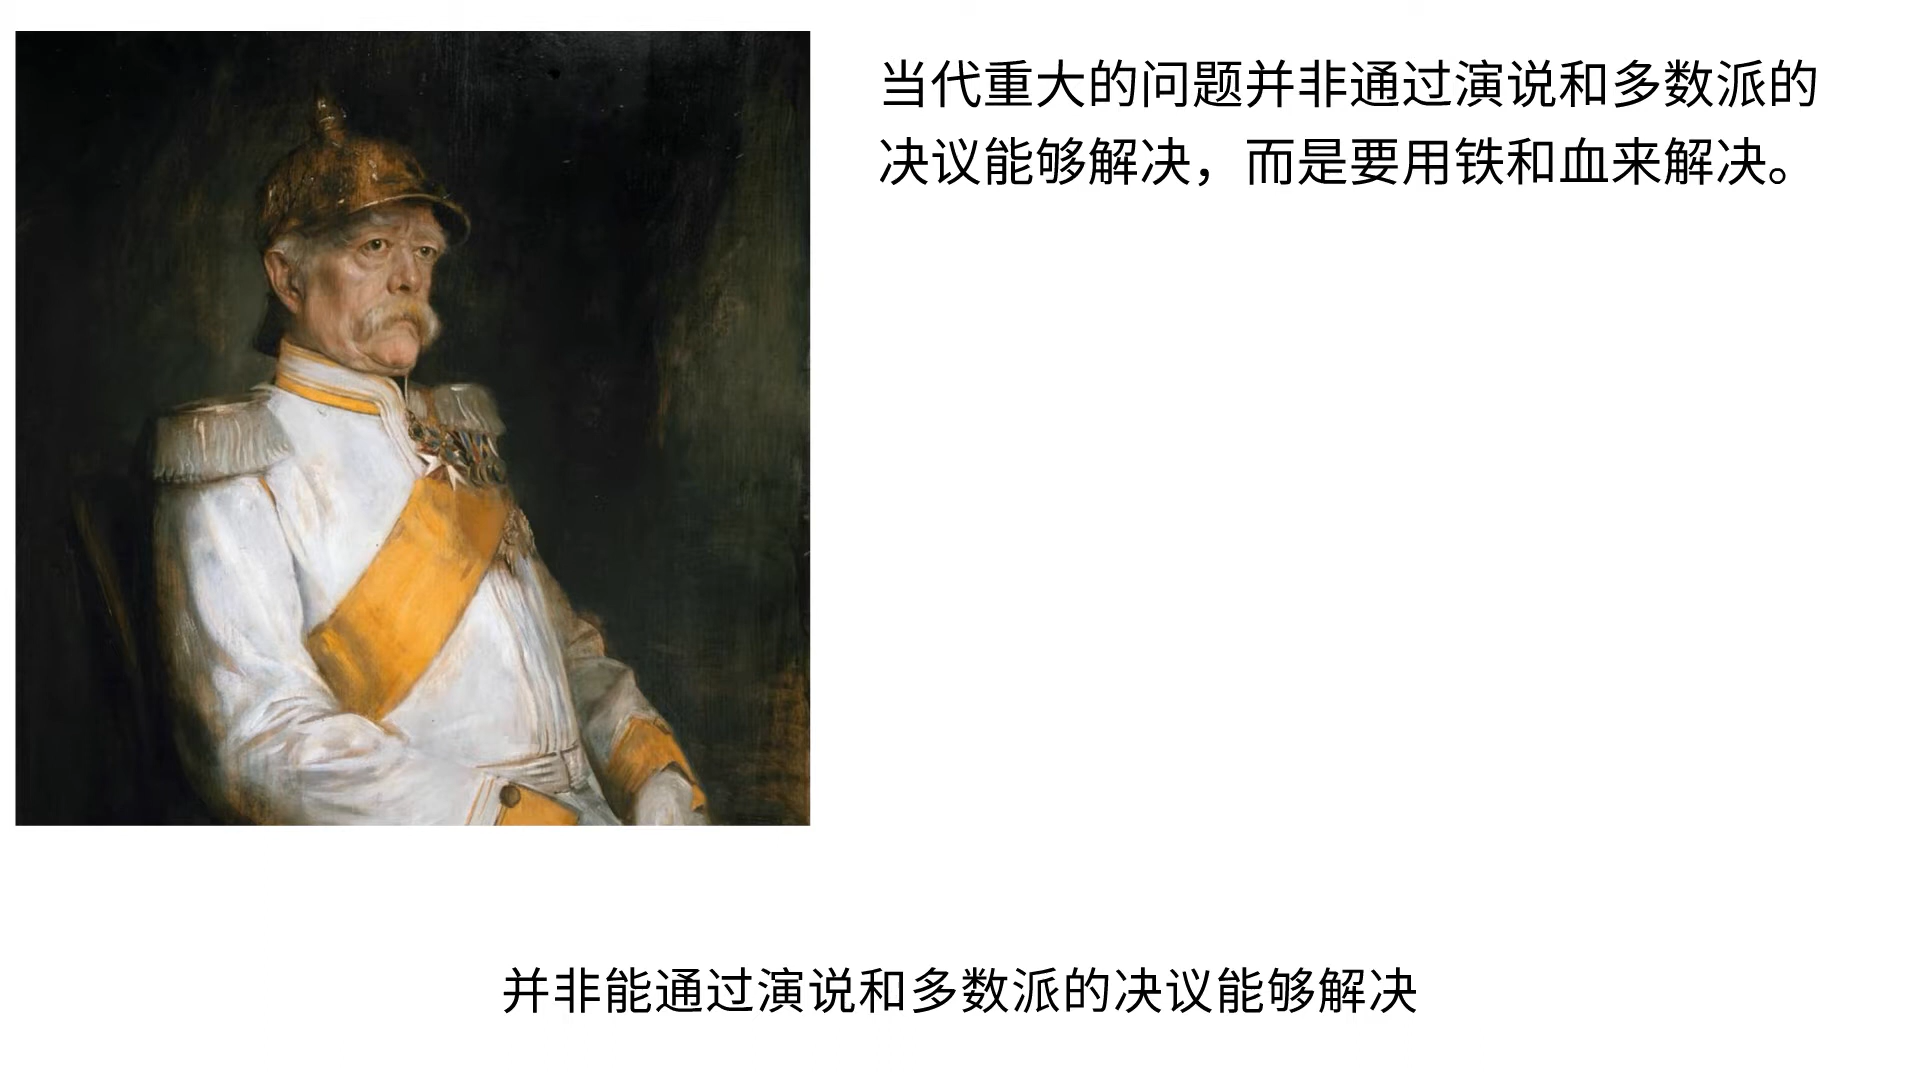 当代重大的问题并非通过演说和多数派的
决议能够解决，而是要用铁和血来解决。
并非能通过演说和多数派的决议能够解决